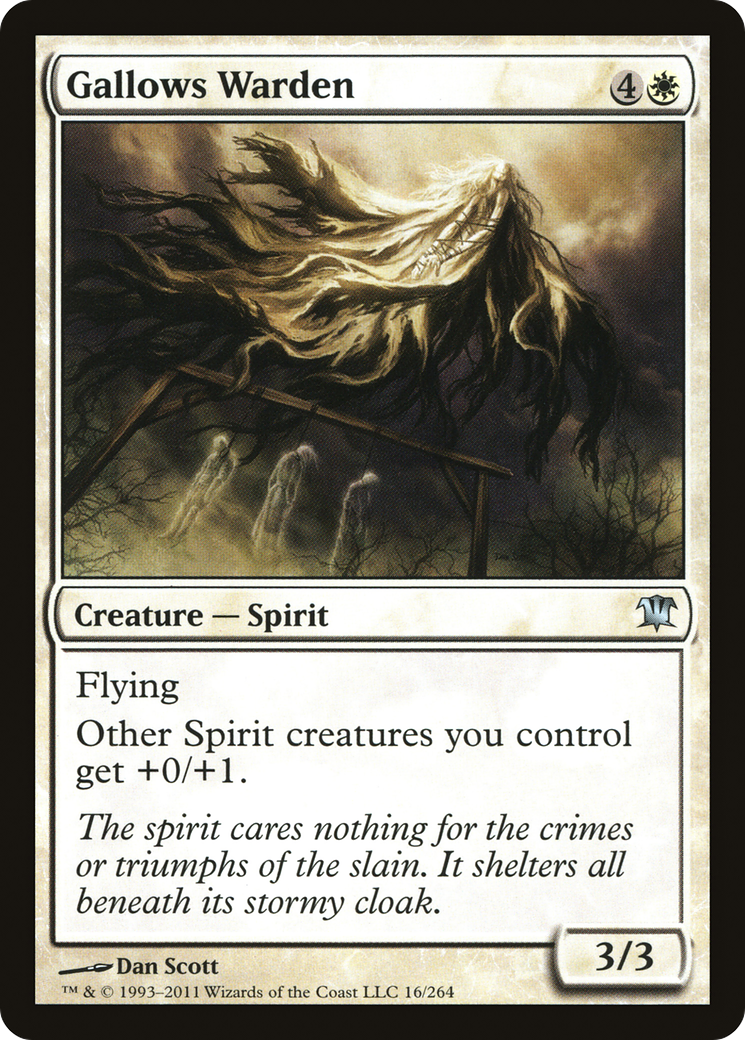 Gallows Warden 4
Creature — Spirit
Flying
Other Spirit creatures you control
get +0/+1.
The spirit cares nothing for the crimes
or triumphs of the slain. It shelters all
beneath its stormy cloak.
3/3
Dan Scott
™ & © 1993–2011 Wizards of the Coast LLC 16/264